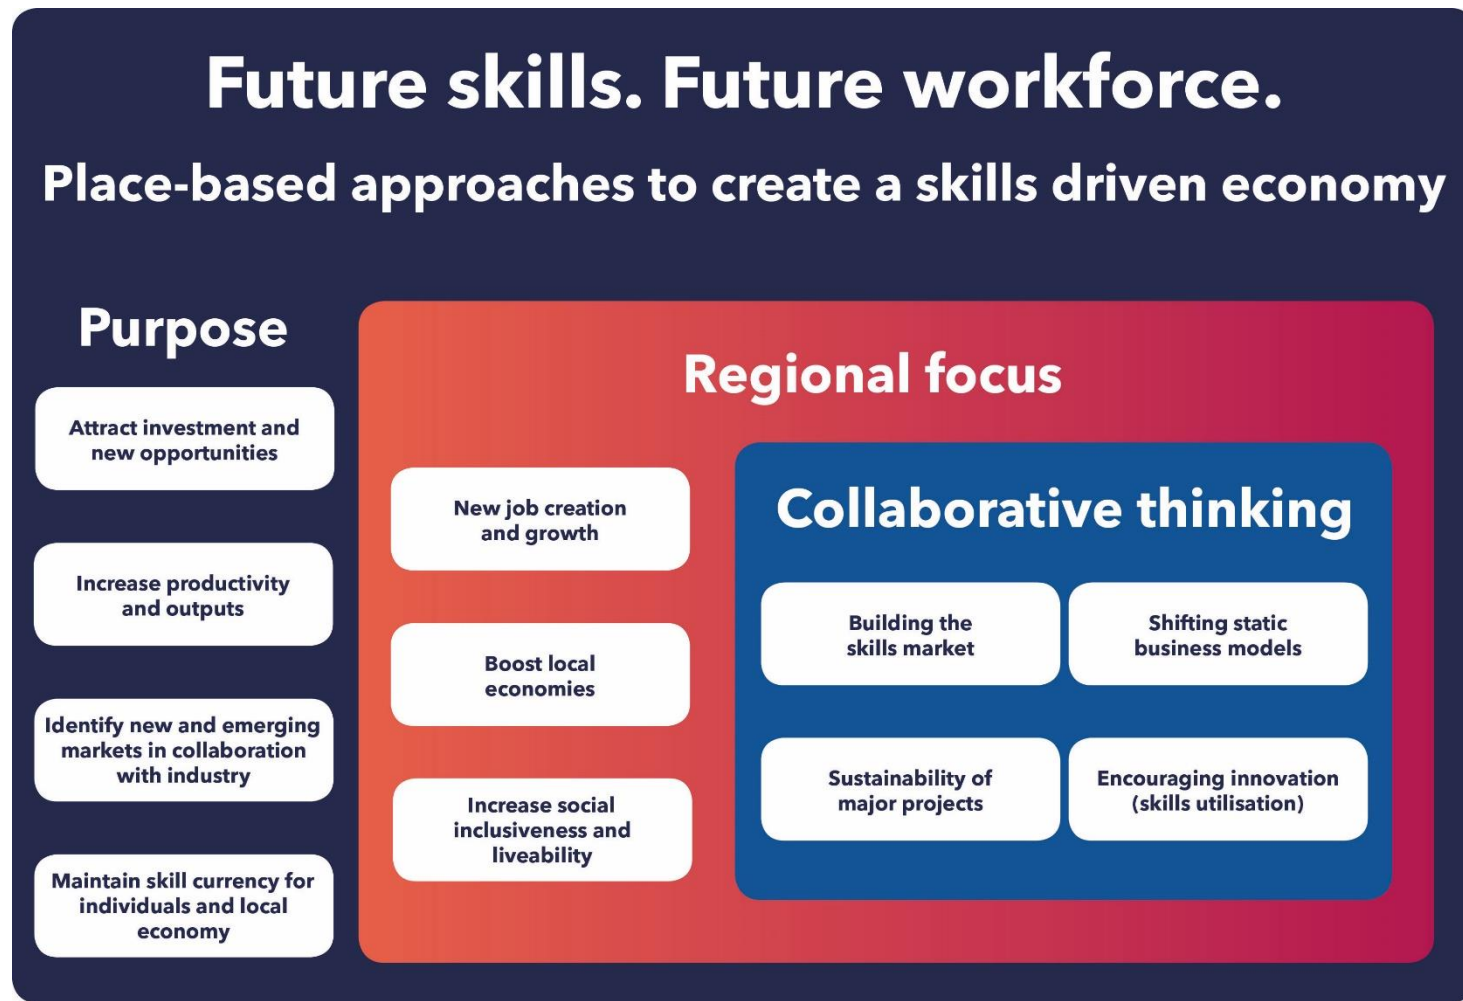 Future skills. Future workforce.
Place-based approaches to create a skills driven economy
Purpose
Attract investment and
new opportunities
Increase productivity
and outputs
Identify new and emerging
markets in collaboration
with industry
Maintain skill currency for
individuals and local
economy
Regional focus
New job creation
and growth
Boost local
economies
Increase social
inclusiveness and
liveability
Collaborative thinking
Building the
skills market
Shifting static
business models
Sustainability of
major projects
Encouraging innovation
(skills utilisation)